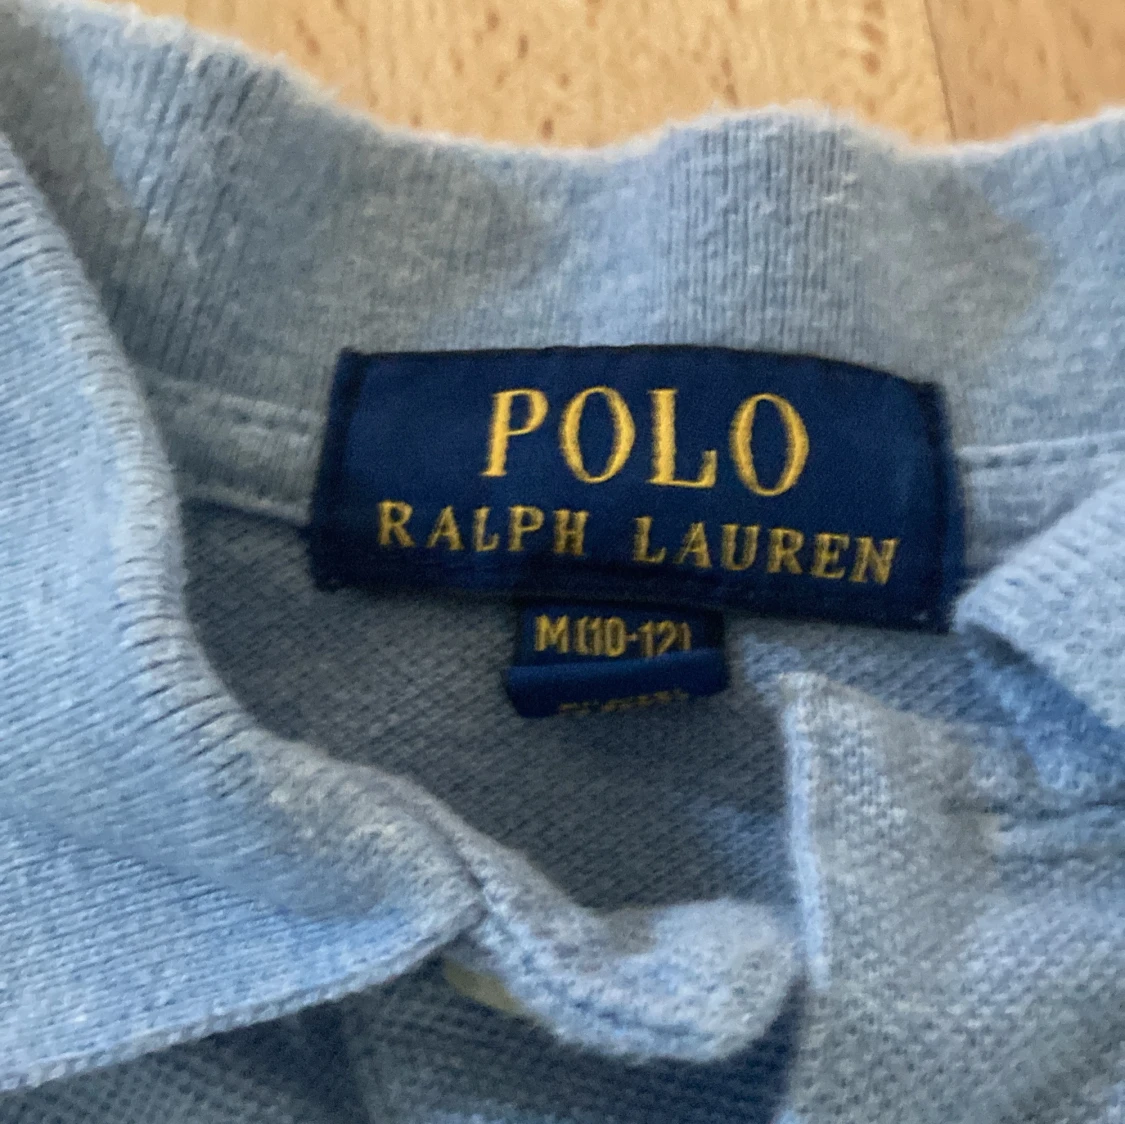 POLO
RALPH LAUREN
M(10-12)